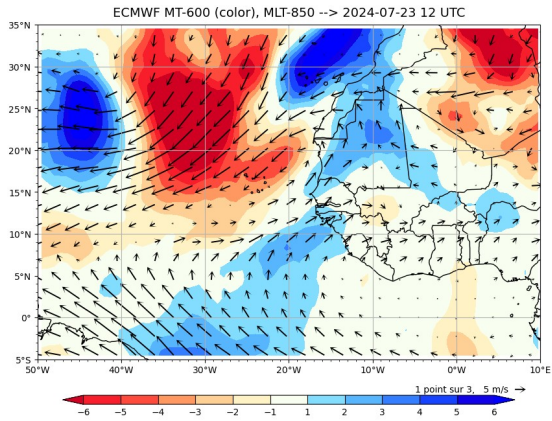 ECMWF MT-600 (color), MLT-850 --> 2024-07-23 12 UTC
35°N
30°N
25°N
20°N
15°N
10°N
5°N
0°
5°S
50°W 40°W 30°W 20°W 10°W 0°W 10°E
1 point sur 3, 5 m/s
−6 −5 −4 −3 −2 −1 1 2 3 4 5 6